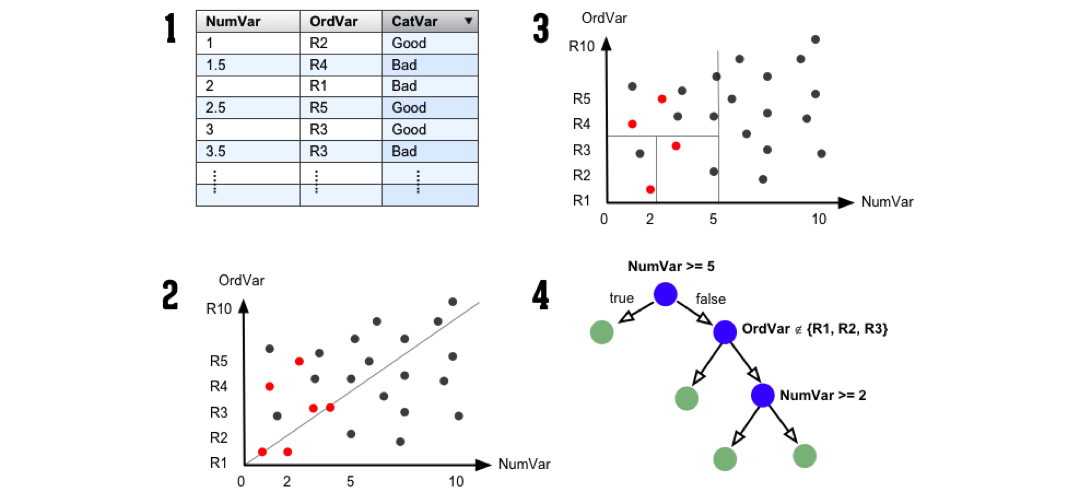 1
NumVar OrdVar CatVar
1 R2 Good
1.5 R4 Bad
2 R1 Bad
2.5 R5 Good
3 R3 Good
3.5 R3 Bad
3
OrdVar
R10
R5
R4
R3
R2
R1
0 2 5 10
NumVar
2
OrdVar
R10
R5
R4
R3
R2
R1
0 2 5 10
NumVar
4
NumVar >= 5
true false
OrdVar ∉ {R1, R2, R3}
NumVar >= 2